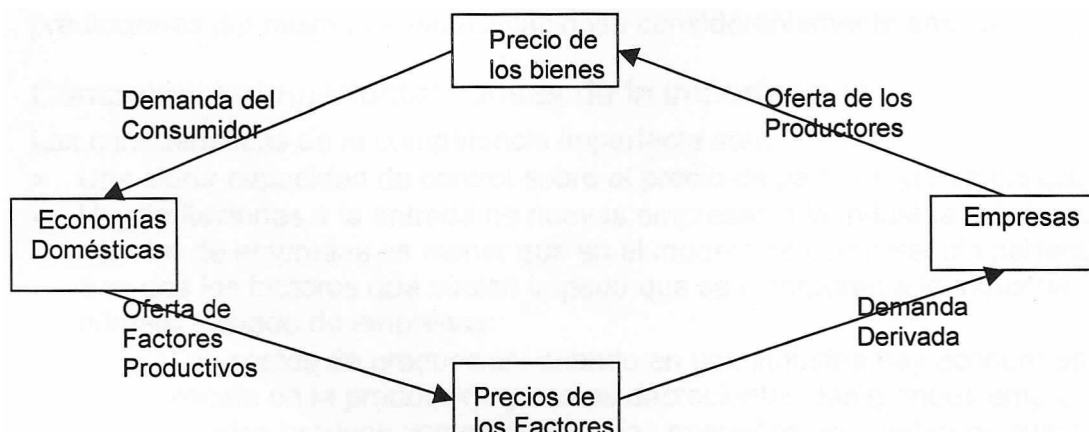 Precio de
los bienes
Demanda del
Consumidor
Oferta de los
Productores
Economías
Domésticas
Empresas
Oferta de
Factores
Productivos
Demanda
Derivada
Precios de
los Factores